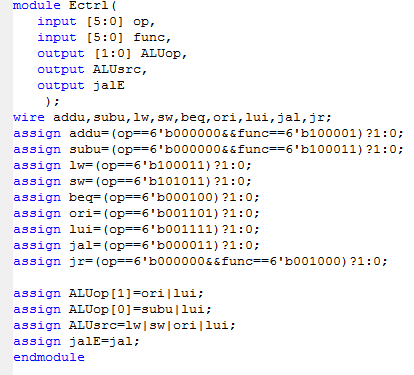 module Ectrl(
input [5:0] op,
input [5:0] func,
output [1:0] ALUop,
output ALUsrc,
output jalE
);
wire addu,subu,lw,sw,beq,ori,lui,jal,jr;
assign addu=(op==6'b000000&&func==6'b100001)?1:0;
assign subu=(op==6'b000000&&func==6'b100011)?1:0;
assign lw=(op==6'b100011)?1:0;
assign sw=(op==6'b101011)?1:0;
assign beq=(op==6'b000100)?1:0;
assign ori=(op==6'b001101)?1:0;
assign lui=(op==6'b001111)?1:0;
assign jal=(op==6'b000011)?1:0;
assign jr=(op==6'b000000&&func==6'b001000)?1:0;
assign ALUop[1]=ori|lui;
assign ALUop[0]=subu|lui;
assign ALUsrc=lw|sw|ori|lui;
assign jalE=jal;
endmodule